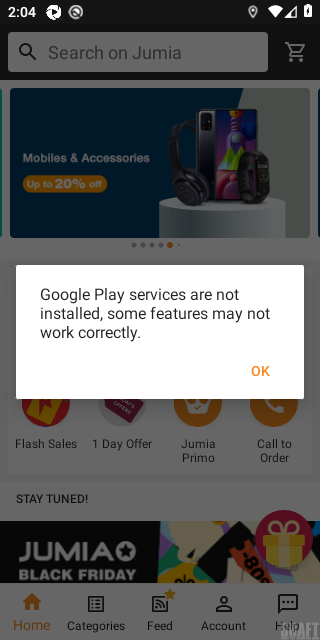 2:04
Search on Jumia
Mobiles & Accessories
Up to 20% off
Google Play services are not
installed, some features may not
work correctly.
OK
Flash Sales
1 Day Offer
Jumia
Primo
Call to
Order
STAY TUNED!
JUMIA
BLACK FRIDAY
Home
Categories
Feed
Account